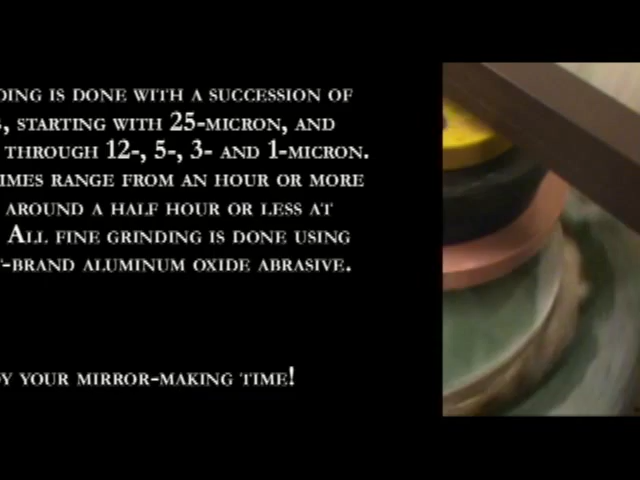 DING IS DONE WITH A SUCCESSION OF
, STARTING WITH 25-MICRON, AND
THROUGH 12-, 5-, 3- AND 1-MICRON.
IMES RANGE FROM AN HOUR OR MORE
AROUND A HALF HOUR OR LESS AT
ALL FINE GRINDING IS DONE USING
-BRAND ALUMINUM OXIDE ABRASIVE.
OY YOUR MIRROR-MAKING TIME!